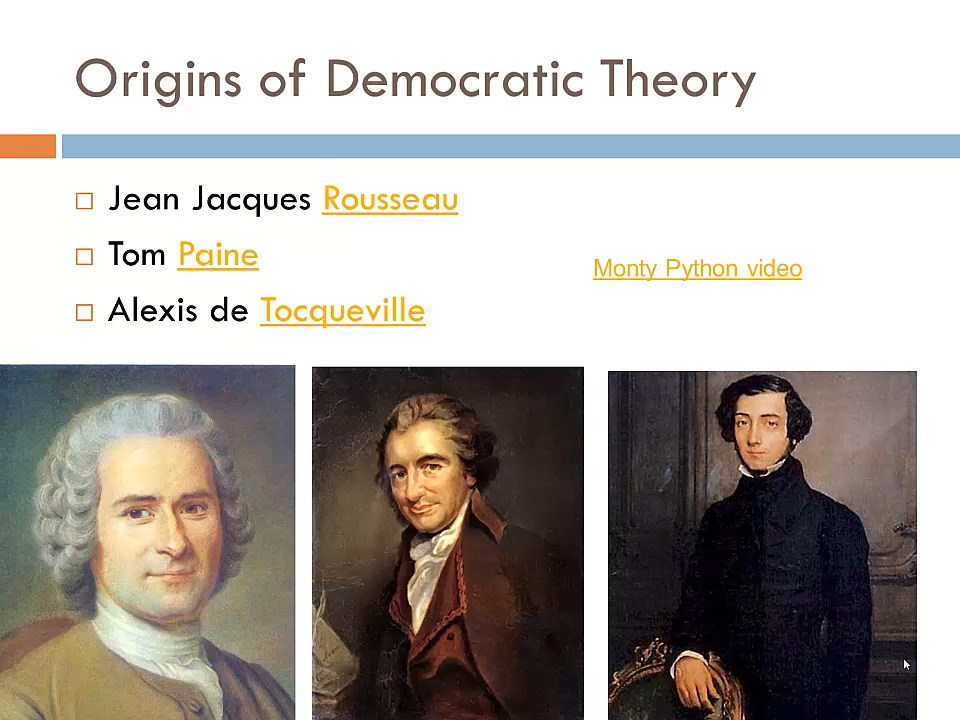 Origins of Democratic Theory
Jean Jacques Rousseau
Tom Paine
Monty Python video
Alexis de Tocqueville